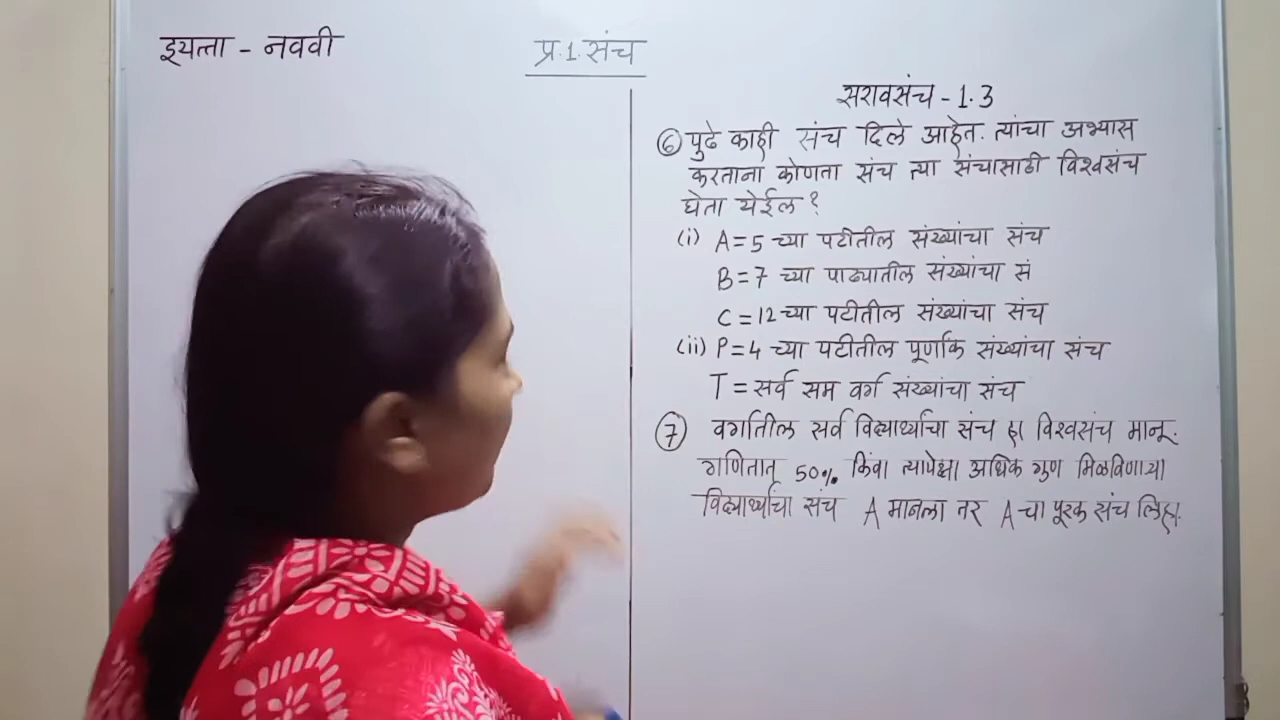 इयत्ता - नववी
प्र.1.संच
सरावसंच - 1.3
⑥ पुढे काही संच दिले आहेत. त्यांचा अभ्यास
करताना कोणता संच त्या संचासाठी विश्वसंच
घेता येईल ?
(i) A = 5 च्या पटीतील संख्यांचा संच
B = 7 च्या पाढ्यातील संख्यांचा सं
C = 12 च्या पटीतील संख्यांचा संच
(ii) P = 4 च्या पटीतील पूर्णांक संख्यांचा संच
T = सर्व सम वर्ग संख्यांचा संच
⑦ वर्गातील सर्व विद्यार्थ्यांचा संच हा विश्वसंच मानू.
गणितात 50% किंवा त्यापेक्षा अधिक गुण मिळविणाऱ्या
विद्यार्थ्यांचा संच A मानला तर A चा पूरक संच लिहा.